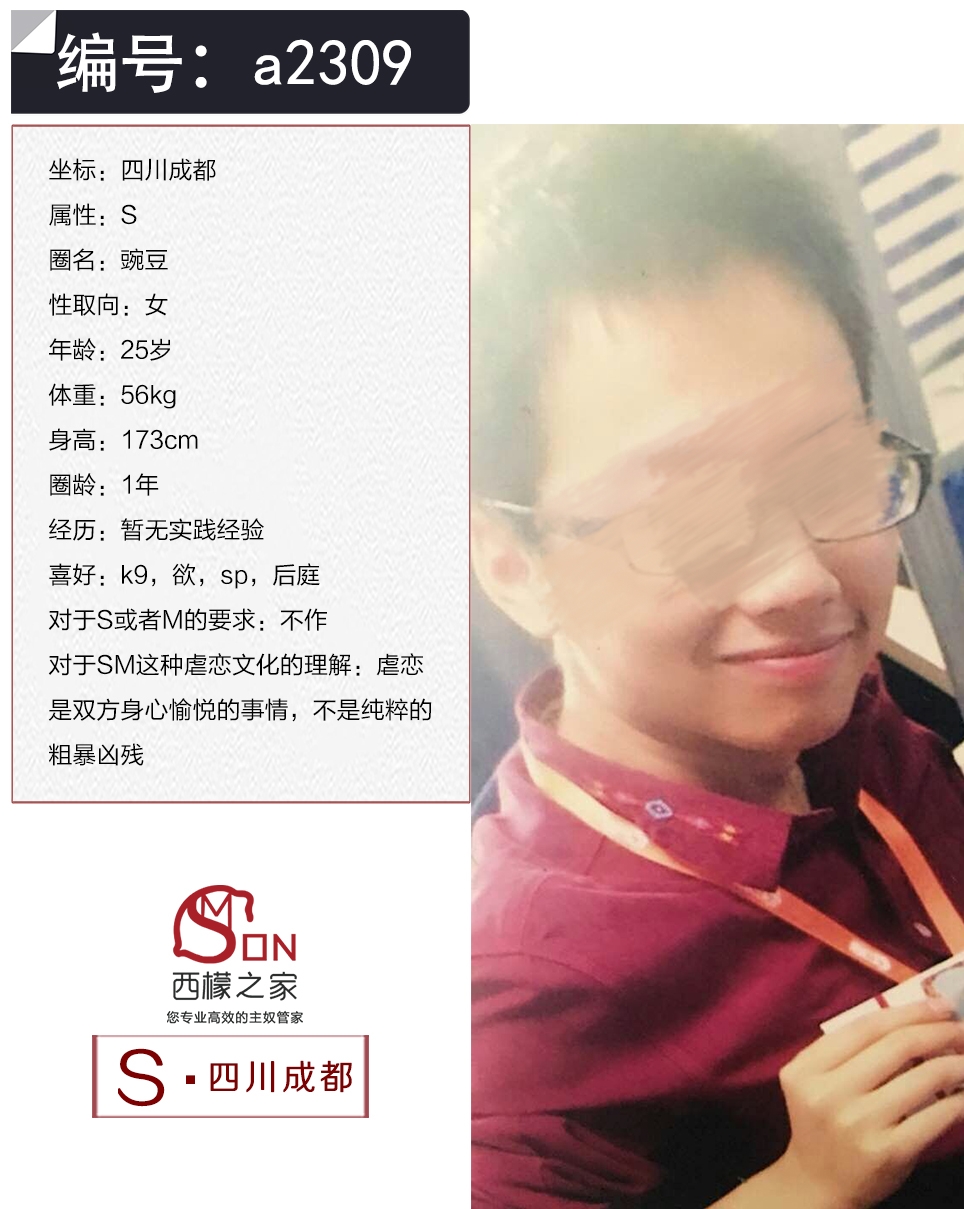 编号：a2309
坐标：四川成都
属性：S
圈名：豌豆
性取向：女
年龄：25岁
体重：56kg
身高：173cm
圈龄：1年
经历：暂无实践经验
喜好：k9，欲，sp，后庭
对于S或者M的要求：不作
对于SM这种虐恋文化的理解：虐恋
是双方身心愉悦的事情，不是纯粹的
粗暴凶残
SMON
西檬之家
您专业高效的主奴管家
S·四川成都